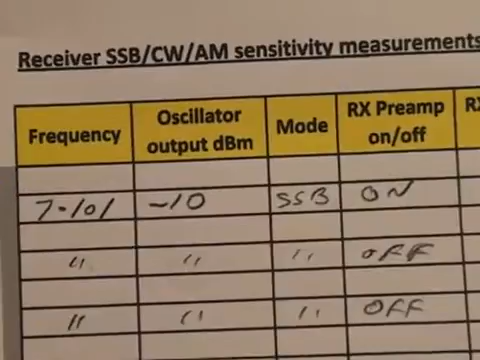 Receiver SSB/CW/AM sensitivity measurements
Frequency
Oscillator
output dBm
Mode
RX Preamp
on/off
RX
7.101 -10 SSB ON
" " " OFF
" " " OFF